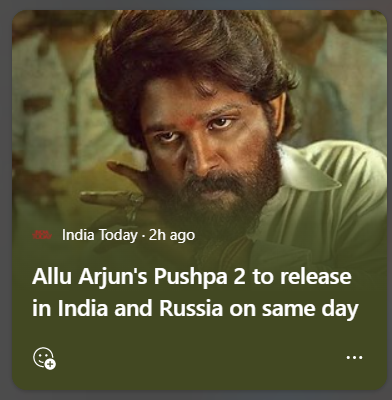 India Today · 2h ago
Allu Arjun's Pushpa 2 to release
in India and Russia on same day